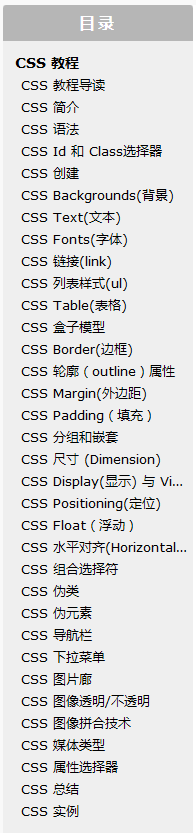 目录
CSS 教程
CSS 教程导读
CSS 简介
CSS 语法
CSS Id 和 Class选择器
CSS 创建
CSS Backgrounds(背景)
CSS Text(文本)
CSS Fonts(字体)
CSS 链接(link)
CSS 列表样式(ul)
CSS Table(表格)
CSS 盒子模型
CSS Border(边框)
CSS 轮廓（outline）属性
CSS Margin(外边距)
CSS Padding（填充）
CSS 分组和嵌套
CSS 尺寸 (Dimension)
CSS Display(显示) 与 Vi...
CSS Positioning(定位)
CSS Float（浮动）
CSS 水平对齐(Horizontal...
CSS 组合选择符
CSS 伪类
CSS 伪元素
CSS 导航栏
CSS 下拉菜单
CSS 图片廊
CSS 图像透明/不透明
CSS 图像拼合技术
CSS 媒体类型
CSS 属性选择器
CSS 总结
CSS 实例